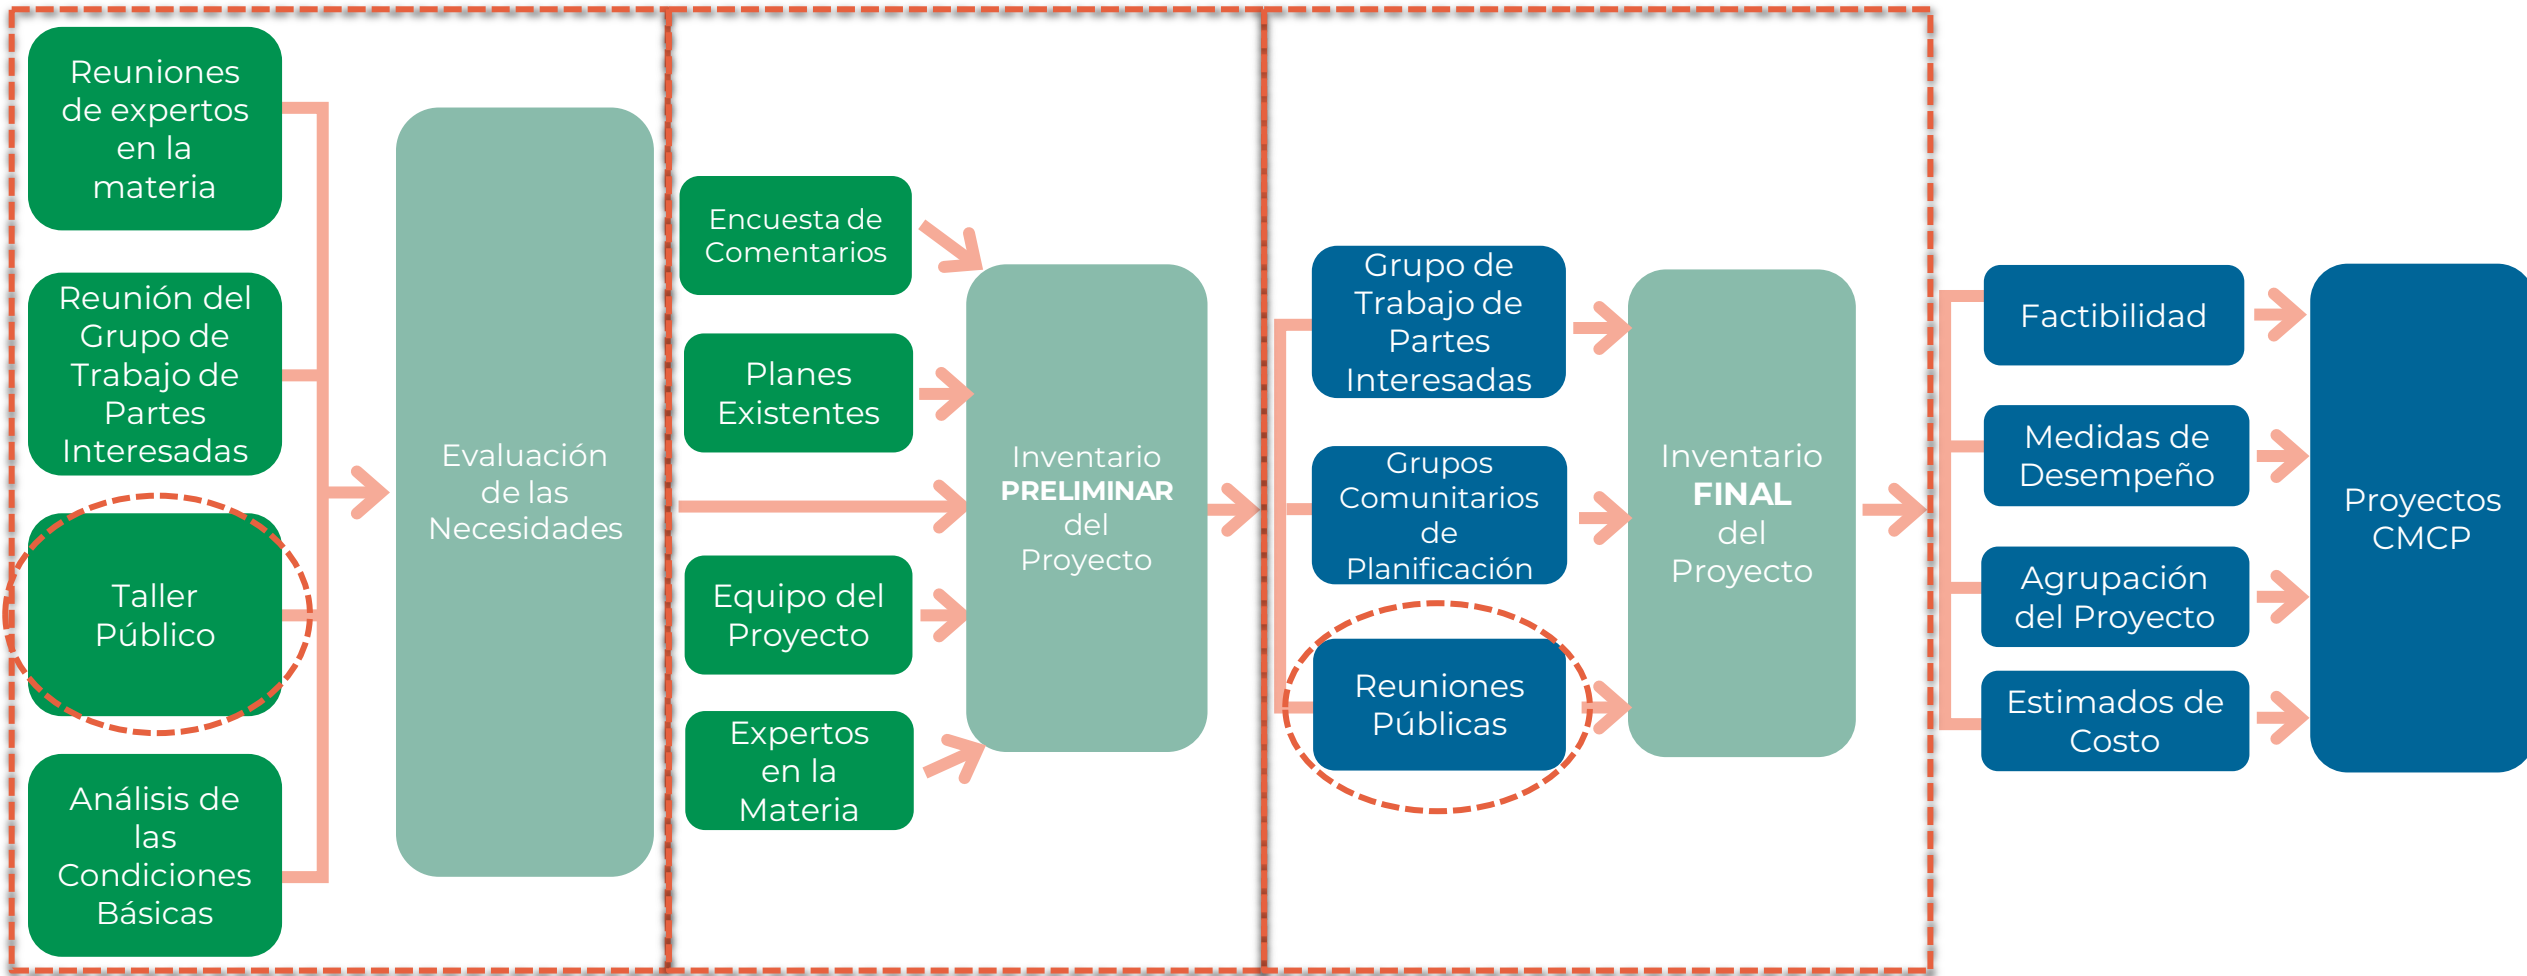 Reuniones
de expertos
en la
materia
Reunión del
Grupo de
Trabajo de
Partes
Interesadas
Taller
Público
Análisis de
las
Condiciones
Básicas
Evaluación
de las
Necesidades
Encuesta de
Comentarios
Planes
Existentes
Equipo del
Proyecto
Expertos
en la
Materia
Inventario
PRELIMINAR
del
Proyecto
Grupo de
Trabajo de
Partes
Interesadas
Grupos
Comunitarios
de
Planificación
Reuniones
Públicas
Inventario
FINAL
del
Proyecto
Factibilidad
Medidas de
Desempeño
Agrupación
del Proyecto
Estimados de
Costo
Proyectos
CMCP